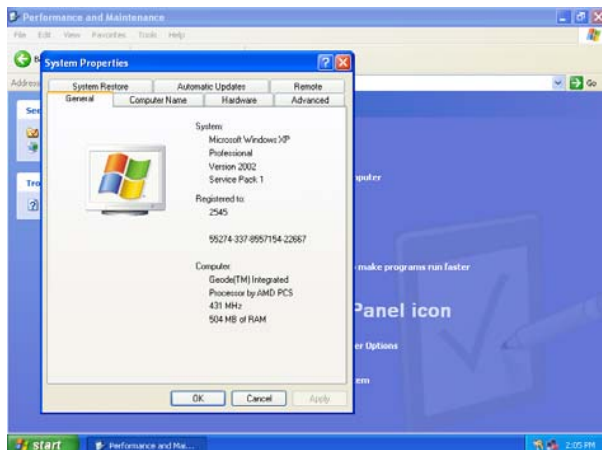 Performance and Maintenance
File Edit View Favorites Tools Help
Address
Go
System Properties
System Restore Automatic Updates Remote
General Computer Name Hardware Advanced
System:
Microsoft Windows XP
Professional
Version 2002
Service Pack 1
Registered to:
2545
55274-337-8557154-22667
Computer:
Geode(TM) Integrated
Processor by AMD PCS
431 MHz
504 MB of RAM
See
Tro
make programs run faster
Panel icon
er Options
OK Cancel Apply
start Performance and Mai... 2:05 PM